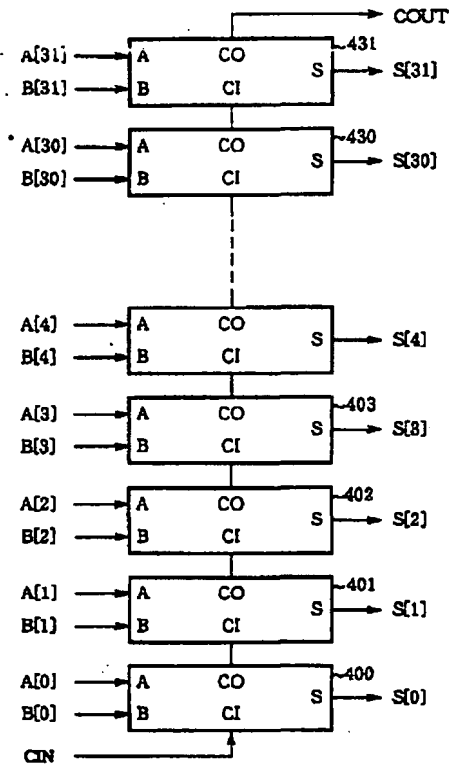 COUT
A[31] A CO 431
B[31] B CI S S[31]
A[30] A CO 430
B[30] B CI S S[30]
A[4] A CO
B[4] B CI S S[4]
A[3] A CO 403
B[3] B CI S S[3]
A[2] A CO 402
B[2] B CI S S[2]
A[1] A CO 401
B[1] B CI S S[1]
A[0] A CO 400
B[0] B CI S S[0]
CIN